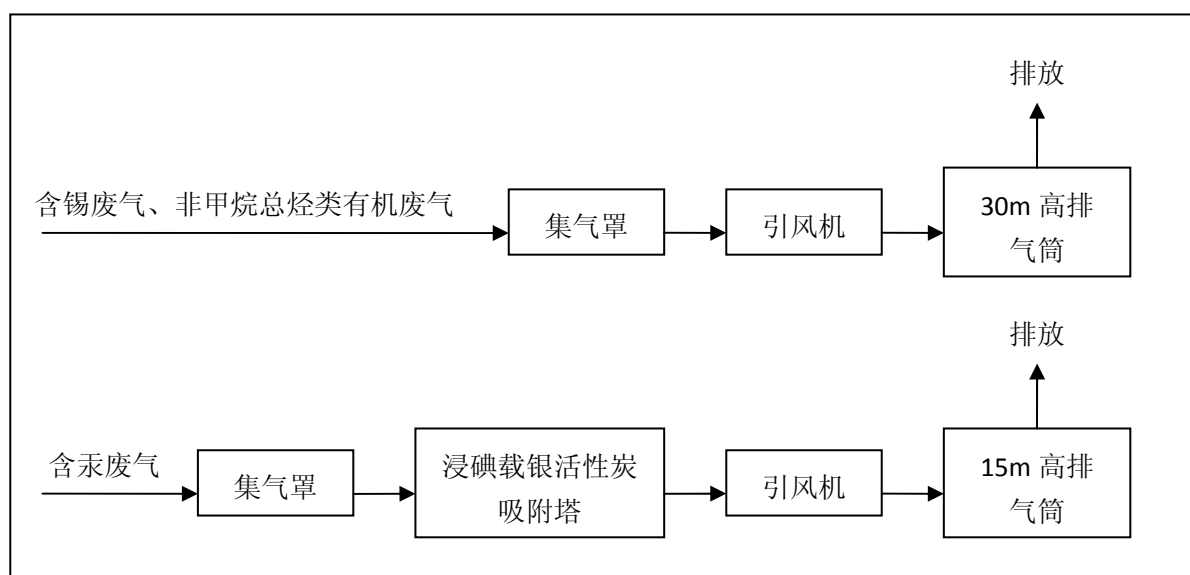 排放
含锡废气、非甲烷总烃类有机废气
集气罩
引风机
30m 高排
气筒
排放
含汞废气
集气罩
浸碘载银活性炭
吸附塔
引风机
15m 高排
气筒